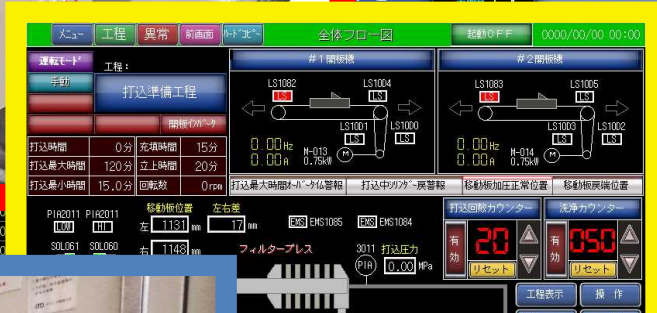 メニュー 工程 異常 前画面 ハードコピー 全体フロー図 起動OFF 0000/00/00 00:00
運転モード 工程:
手動 打込準備工程
開板インバータ
打込時間 0分 充填時間 15分
打込最大時間 120分 立上時間 20分
打込最小時間 15.0分 回転数 0rpm
#1開板機
LS1082 LS1004
LS LS
LS1001 LS1000
LS LS
0.00Hz
0.00A
M-013
0.75kW
M
#2開板機
LS1083 LS1005
LS LS
LS1003 LS1002
LS LS
0.00Hz
0.00A
M-014
0.75kW
M
打込最大時間オーバータイム警報 打込中シリンダー戻警報 移動板加圧正常位置 移動板戻端位置
PIA2011 PIA2011 移動板位置 左右差
LOW HI 左 1131 mm 17 mm EMS EMS1085 EMS EMS1084
SOL061 SOL060 右 1148 mm フィルタープレス 3011 打込圧力
PIA 0.00 MPa
打込回数カウンター 洗浄カウンター
有効 20 有効 050
リセット リセット
工程表示 操作